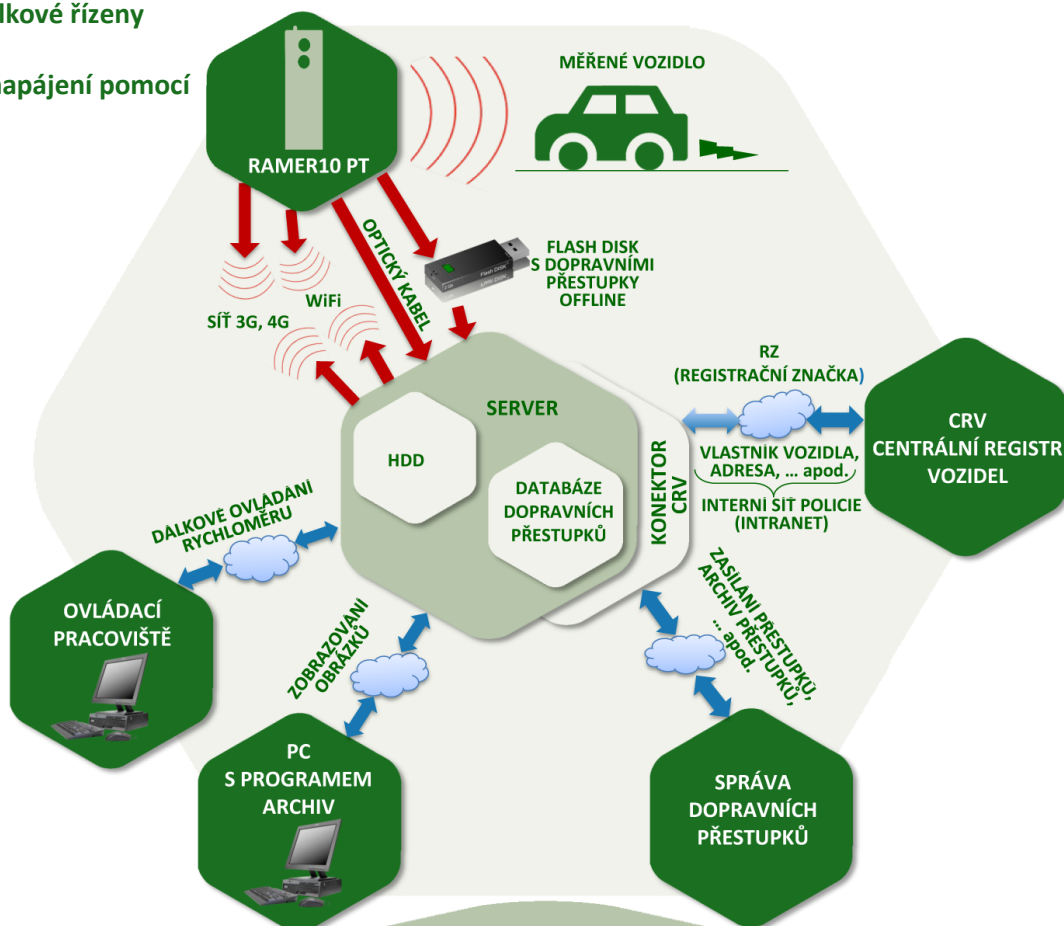 lkové řízeny
napájení pomocí
MĚŘENÉ VOZIDLO
RAMER10 PT
OPTICKÝ KABEL
Flash DISK
FLASH DISK
S DOPRAVNÍMI
PŘESTUPKY
OFFLINE
WiFi
SÍŤ 3G, 4G
RZ
(REGISTRAČNÍ ZNAČKA)
SERVER
HDD
DATABÁZE
DOPRAVNÍCH
PŘESTUPKŮ
KONEKTOR
CRV
VLASTNÍK VOZIDLA,
ADRESA, ... apod.
INTERNÍ SÍŤ POLICIE
(INTRANET)
CRV
CENTRÁLNÍ REGISTR
VOZIDEL
DÁLKOVÉ OVLÁDÁNÍ
RYCHLOMĚRU
OVLÁDACÍ
PRACOVIŠTĚ
ZOBRAZOVÁNÍ
OBRÁZKŮ
ZASÍLÁNÍ PŘESTUPKŮ,
ARCHIV PŘESTUPKŮ,
... apod.
PC
S PROGRAMEM
ARCHIV
SPRÁVA
DOPRAVNÍCH
PŘESTUPKŮ